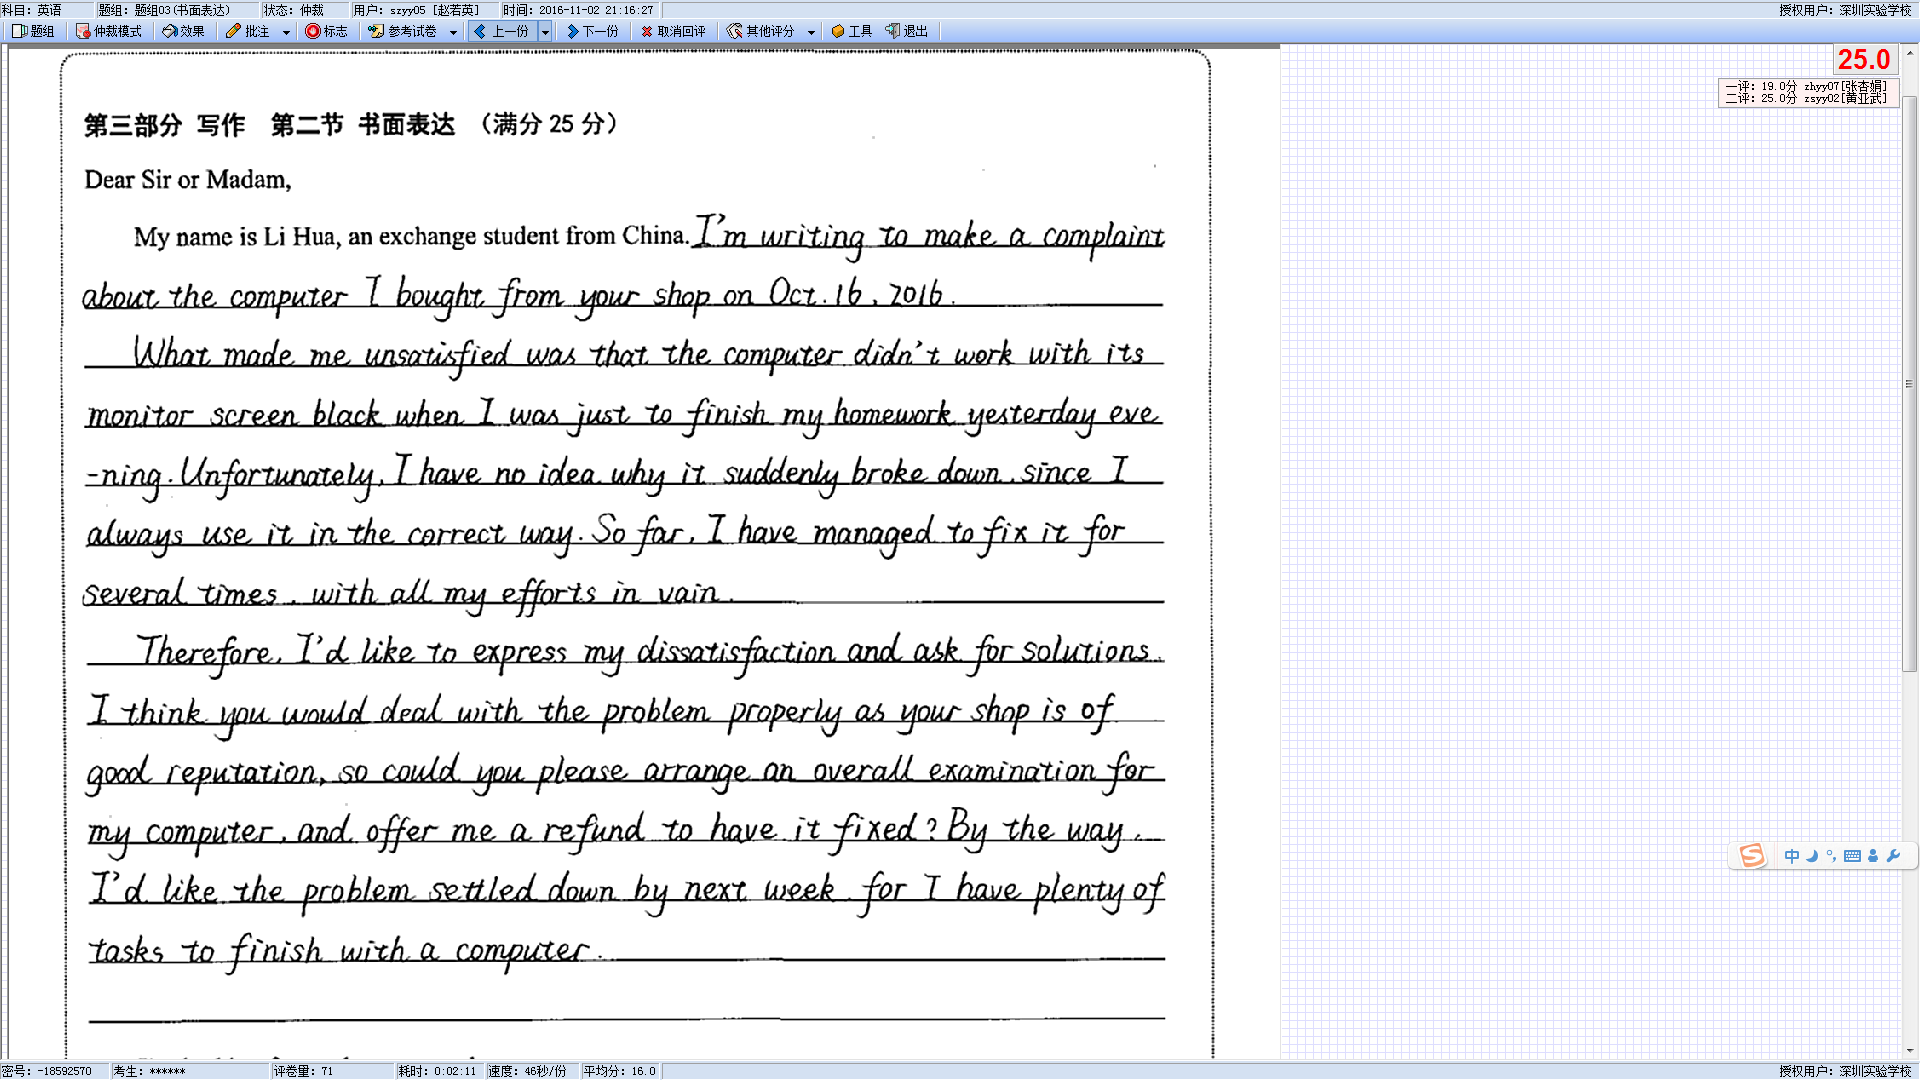 科目: 英语 题组: 题组03(书面表达) 状态: 仲裁 用户: szyy05 [赵若英] 时间: 2016-11-02 21:16:27 授权用户: 深圳实验学校
题组 仲裁模式 效果 批注 标志 参考试卷 上一份 下一份 取消回评 其他评分 工具 退出
25.0
一评: 19.0分 zhyy07[张杏娟]
二评: 25.0分 zsyy02[黄亚武]
第三部分 写作 第二节 书面表达 （满分 25 分）
Dear Sir or Madam,
My name is Li Hua, an exchange student from China. I'm writing to make a complaint
about the computer I bought from your shop on Oct. 16, 2016.
What made me unsatisfied was that the computer didn't work with its
monitor screen black when I was just to finish my homework yesterday eve
-ning. Unfortunately, I have no idea why it suddenly broke down, since I
always use it in the correct way. So far, I have managed to fix it for
several times, with all my efforts in vain.
Therefore, I'd like to express my dissatisfaction and ask for solutions.
I think you would deal with the problem properly as your shop is of
good reputation, so could you please arrange an overall examination for
my computer, and offer me a refund to have it fixed? By the way,
I'd like the problem settled down by next week for I have plenty of
tasks to finish with a computer.
中
密号: -18592570 考生: ****** 评卷量: 71 耗时: 0:02:11 速度: 46秒/份 平均分: 16.0 授权用户: 深圳实验学校